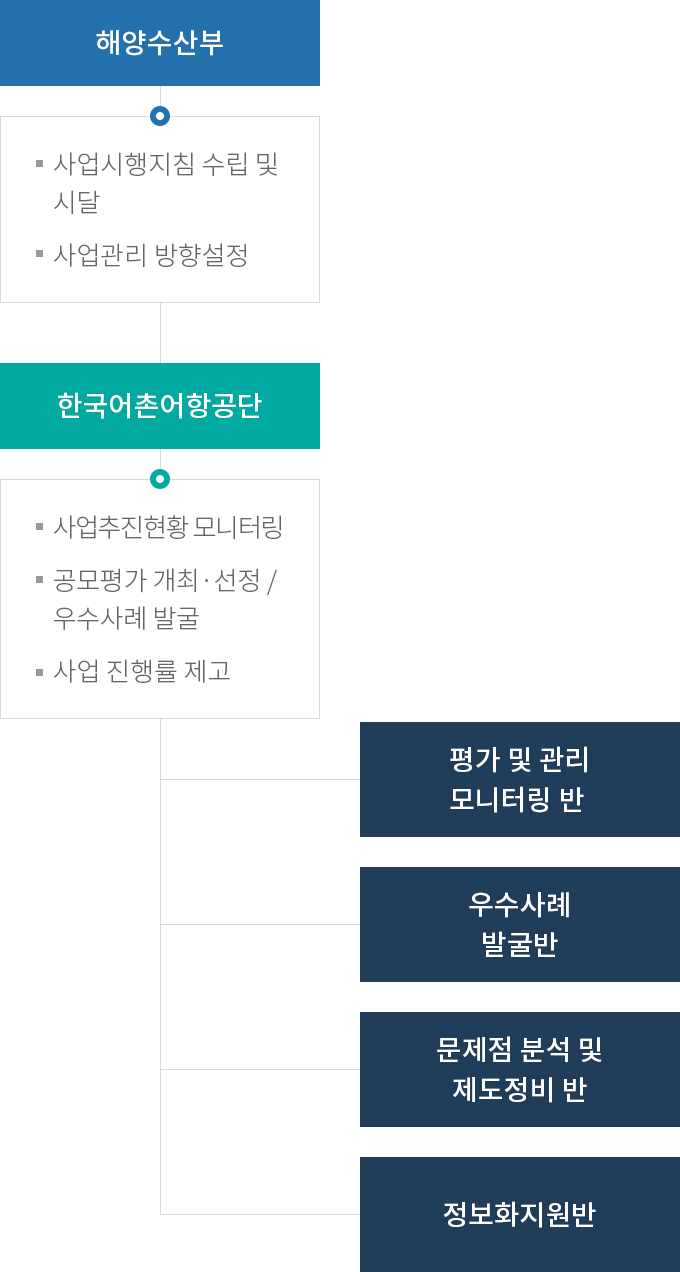 해양수산부
사업시행지침 수립 및
시달
사업관리 방향설정
한국어촌어항공단
사업추진현황 모니터링
공모평가 개최 · 선정 /
우수사례 발굴
사업 진행률 제고
평가 및 관리
모니터링 반
우수사례
발굴반
문제점 분석 및
제도정비 반
정보화지원반